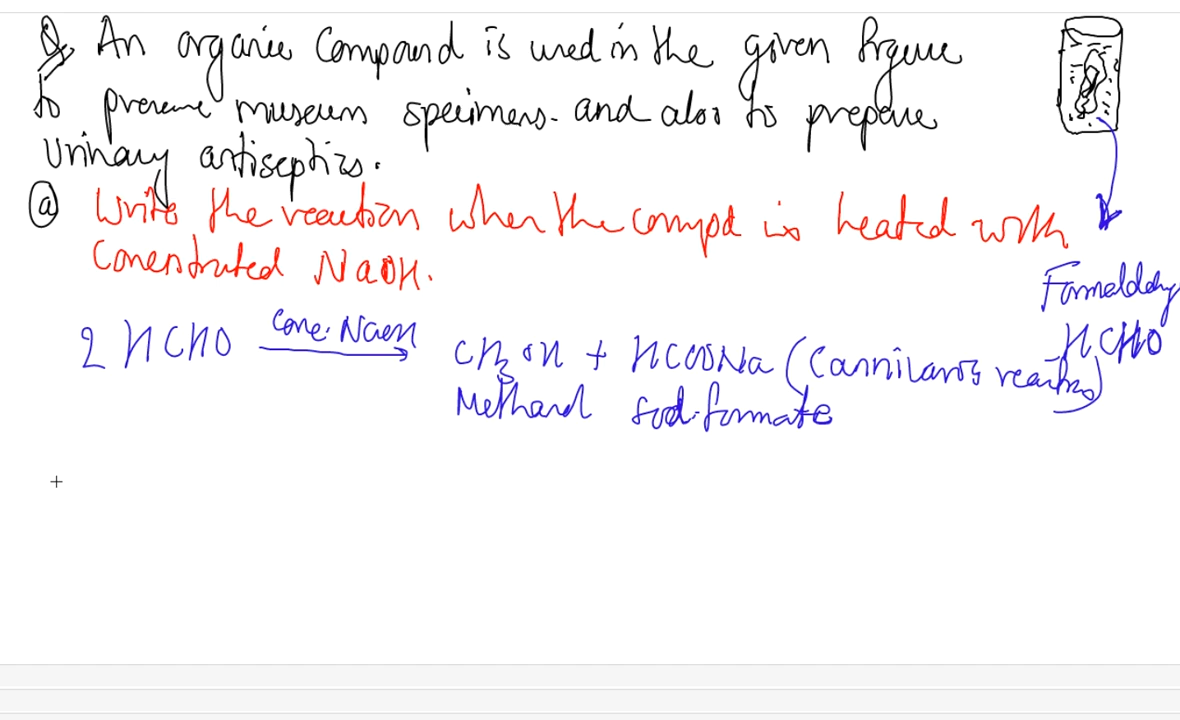 Q. An organic Compound is used in the given figure
to preserve museum specimens. and also to prepare
Urinary antiseptics.
(a) Write the reaction when the compd is heated with
Concentrated NaOH.
Formaldehy
HCHO
2 HCHO Conc. NaOH CH3OH + HCOONa (Cannizaro's reaction)
Methanol Sod. formate